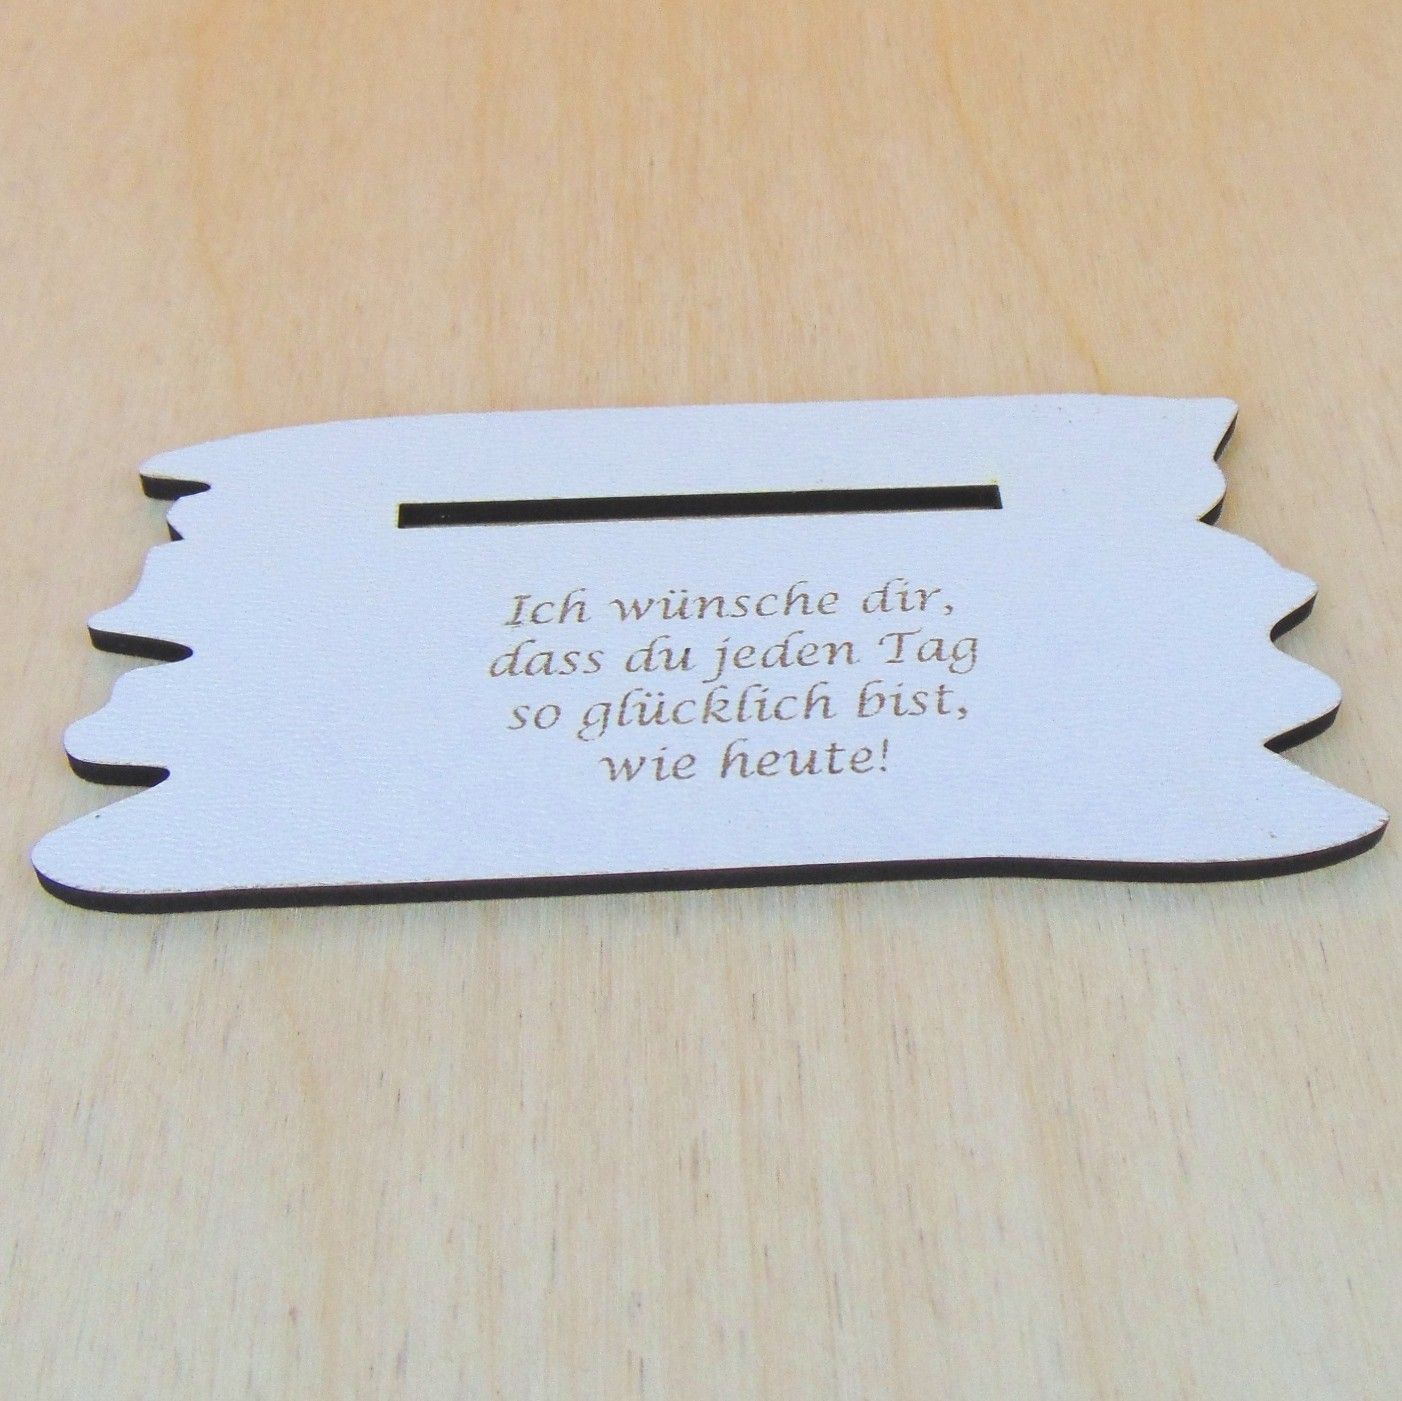 Ich wünsche dir,
dass du jeden Tag
so glücklich bist,
wie heute!